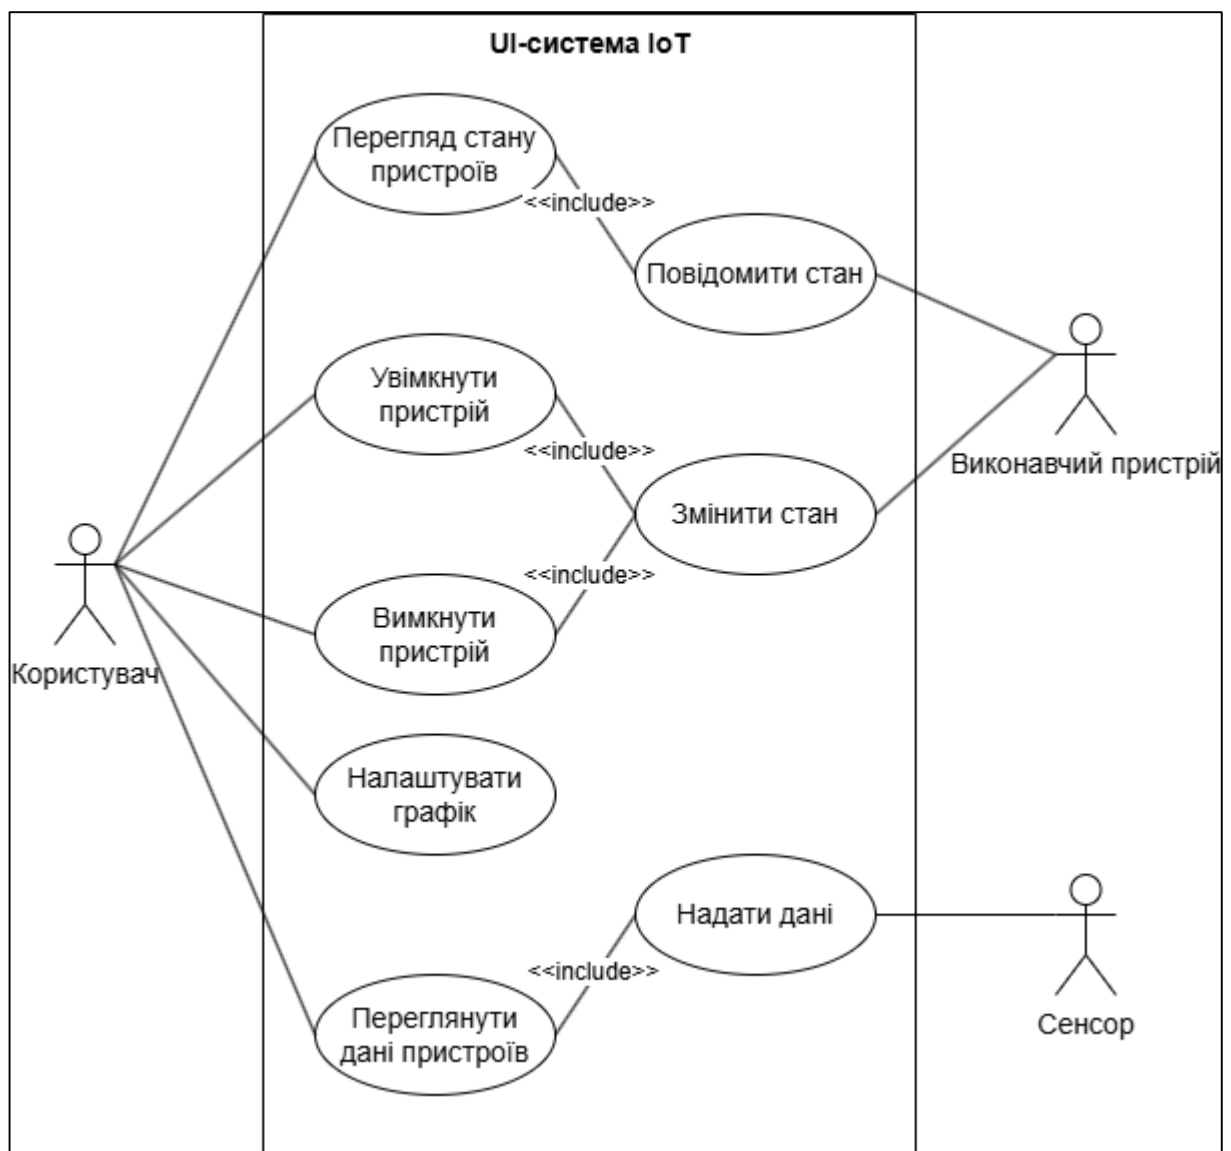 UI-система IoT
Перегляд стану
пристроїв
<<include>>
Повідомити стан
Увімкнути
пристрій
<<include>>
Виконавчий пристрій
Змінити стан
<<include>>
Вимкнути
пристрій
Користувач
Налаштувати
графік
Надати дані
<<include>>
Переглянути
дані пристроїв
Сенсор